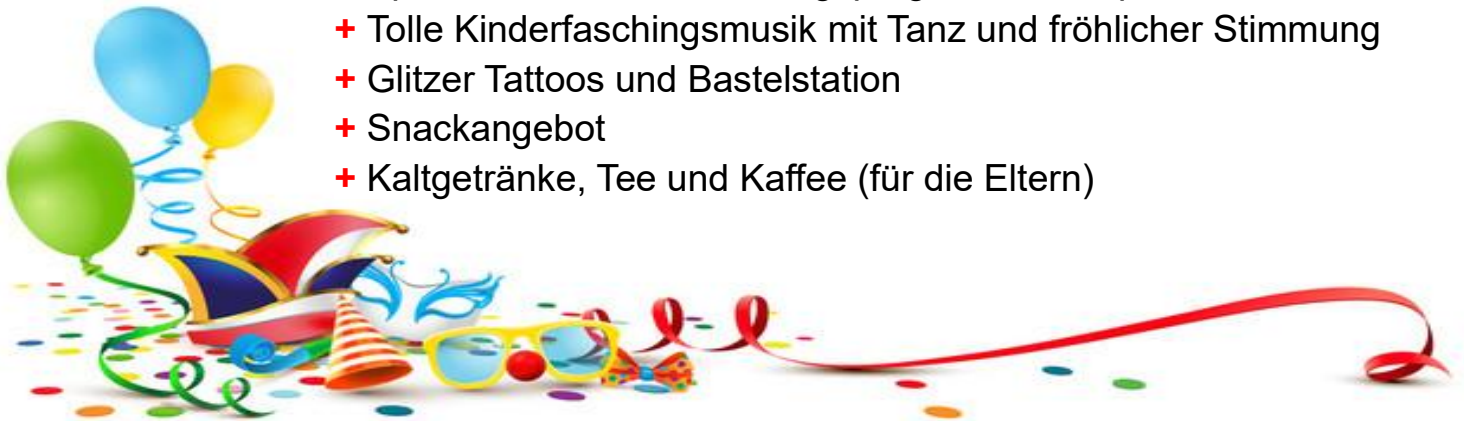 + Tolle Kinderfaschingsmusik mit Tanz und fröhlicher Stimmung
+ Glitzer Tattoos und Bastelstation
+ Snackangebot
+ Kaltgetränke, Tee und Kaffee (für die Eltern)